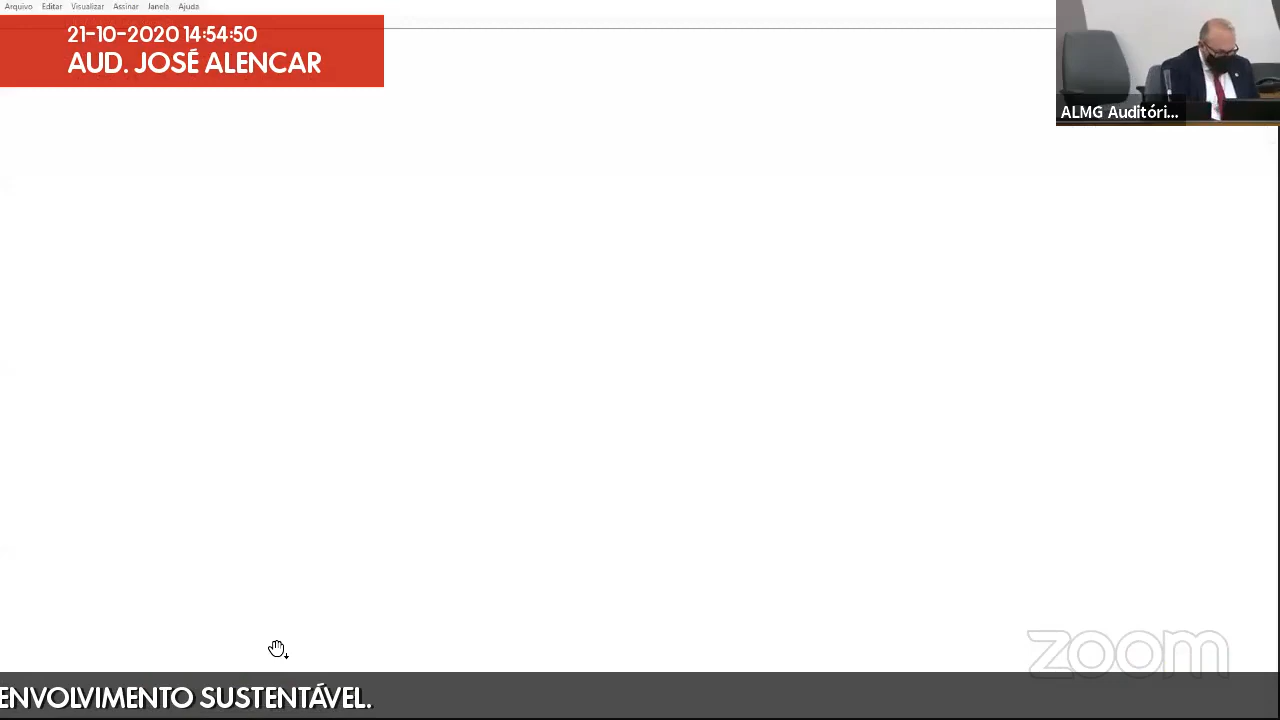 Arquivo Editar Visualizar Assinar Janela Ajuda
21-10-2020 14:54:50
AUD. JOSÉ ALENCAR
ALMG Auditóri...
zoom
ENVOLVIMENTO SUSTENTÁVEL.